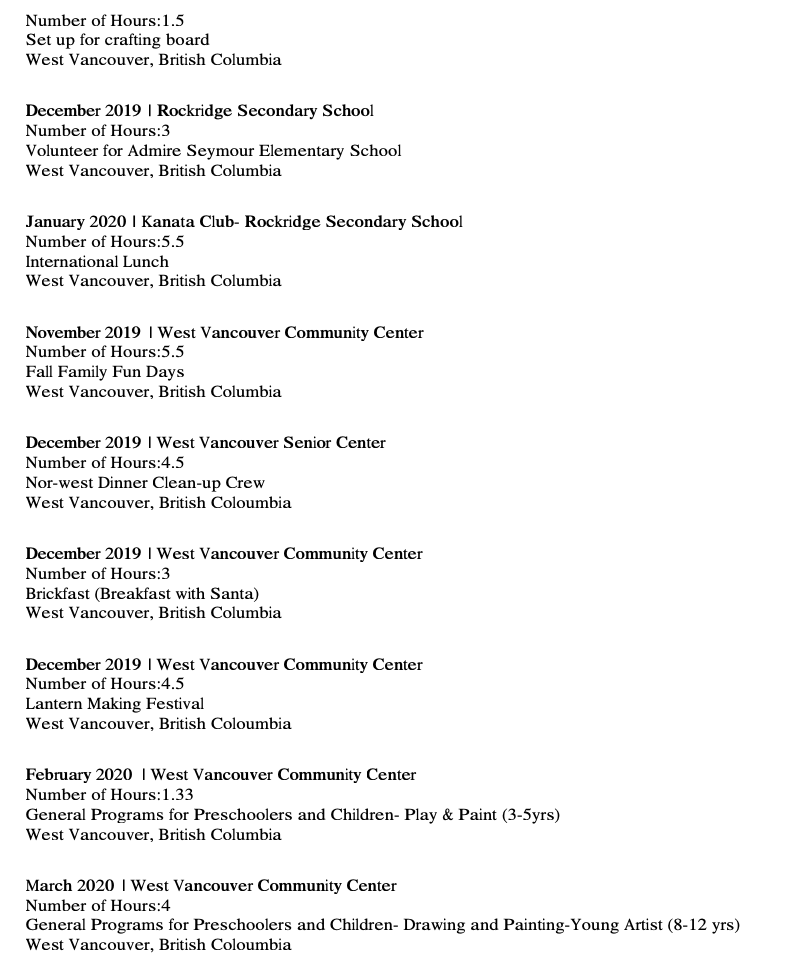 Number of Hours:1.5
Set up for crafting board
West Vancouver, British Columbia
December 2019 | Rockridge Secondary School
Number of Hours:3
Volunteer for Admire Seymour Elementary School
West Vancouver, British Columbia
January 2020 | Kanata Club- Rockridge Secondary School
Number of Hours:5.5
International Lunch
West Vancouver, British Columbia
November 2019 | West Vancouver Community Center
Number of Hours:5.5
Fall Family Fun Days
West Vancouver, British Columbia
December 2019 | West Vancouver Senior Center
Number of Hours:4.5
Nor-west Dinner Clean-up Crew
West Vancouver, British Coloumbia
December 2019 | West Vancouver Community Center
Number of Hours:3
Brickfast (Breakfast with Santa)
West Vancouver, British Columbia
December 2019 | West Vancouver Community Center
Number of Hours:4.5
Lantern Making Festival
West Vancouver, British Coloumbia
February 2020 | West Vancouver Community Center
Number of Hours:1.33
General Programs for Preschoolers and Children- Play & Paint (3-5yrs)
West Vancouver, British Columbia
March 2020 | West Vancouver Community Center
Number of Hours:4
General Programs for Preschoolers and Children- Drawing and Painting-Young Artist (8-12 yrs)
West Vancouver, British Coloumbia